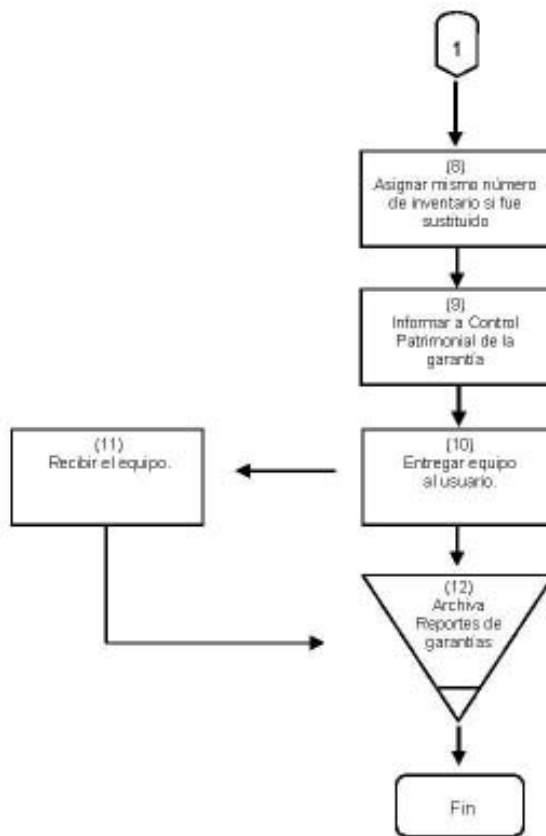 1
(8)
Asignar mismo número
de inventario si fue
sustituido
(9)
Informar a Control
Patrimonial de la
garantía
(11)
Recibir el equipo.
(10)
Entregar equipo
al usuario.
(12)
Archiva
Reportes de
garantías
Fin